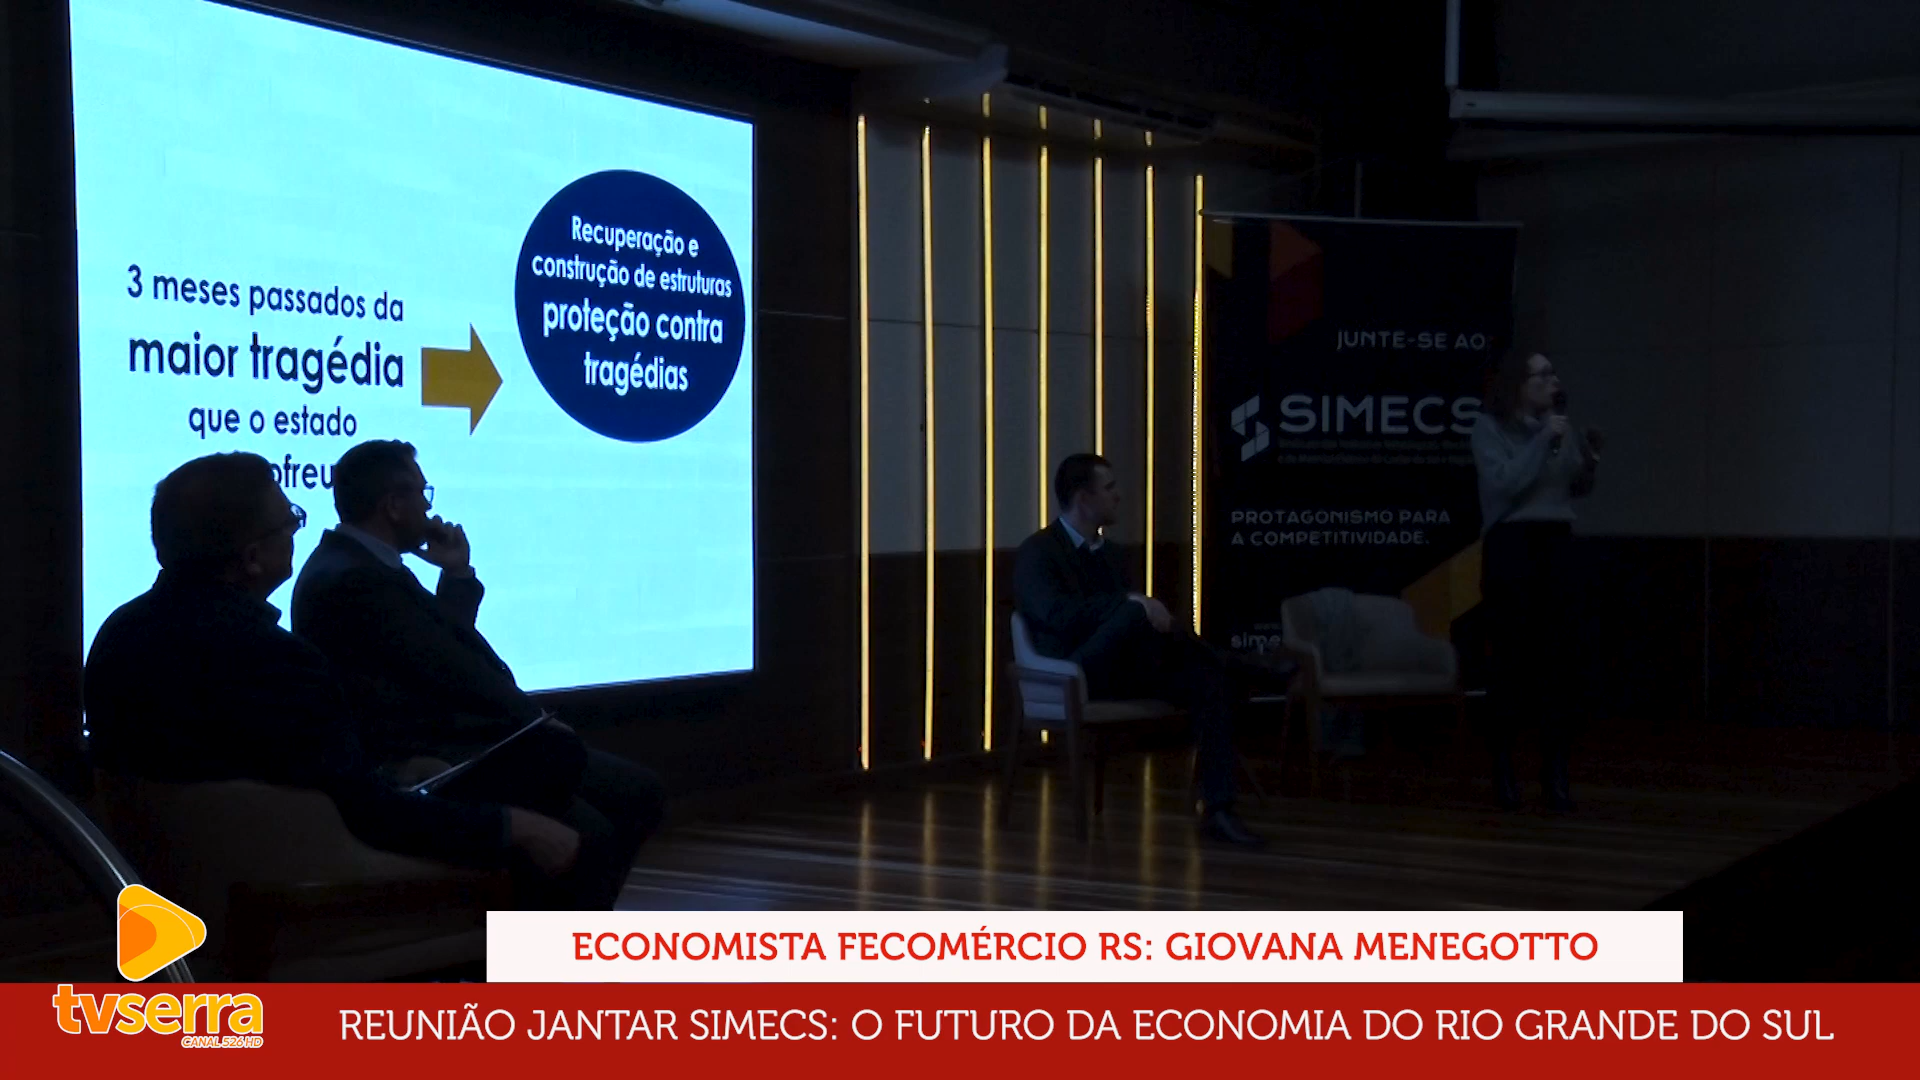 3 meses passados da
maior tragédia
que o estado
ofreu
Recuperação e
construção de estruturas
proteção contra
tragédias
JUNTE-SE AO
SIMECS
PROTAGONISMO PARA
A COMPETITIVIDADE.
sime
ECONOMISTA FECOMÉRCIO RS: GIOVANA MENEGOTTO
tvserra
CANAL 526 HD
REUNIÃO JANTAR SIMECS: O FUTURO DA ECONOMIA DO RIO GRANDE DO SUL